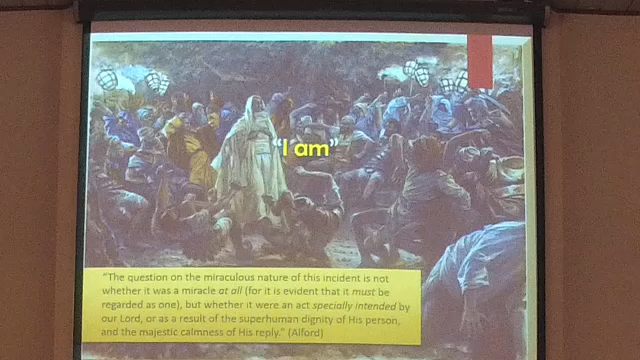 "I am"
"The question on the miraculous nature of this incident is not
whether it was a miracle at all (for it is evident that it must be
regarded as one), but whether it were an act specially intended by
our Lord, or as a result of the superhuman dignity of His person,
and the majestic calmness of His reply." (Alford)